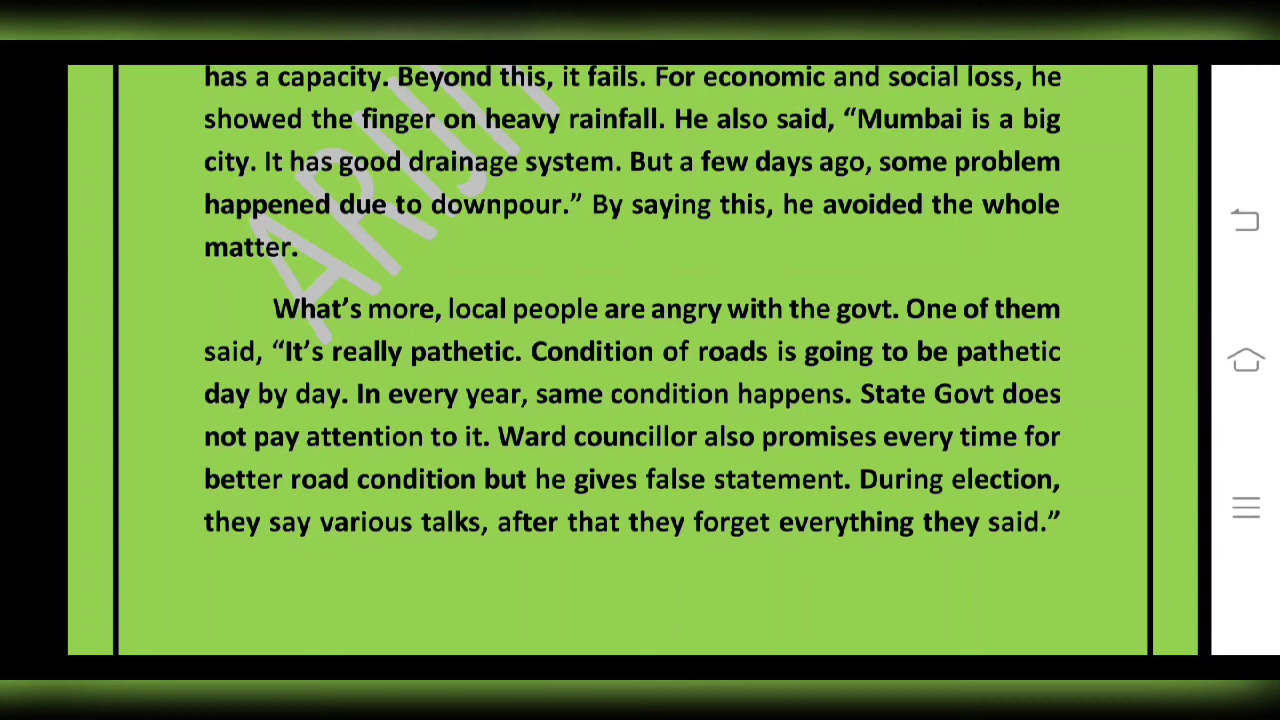 has a capacity. Beyond this, it fails. For economic and social loss, he
showed the finger on heavy rainfall. He also said, “Mumbai is a big
city. It has good drainage system. But a few days ago, some problem
happened due to downpour.” By saying this, he avoided the whole
matter.
What’s more, local people are angry with the govt. One of them
said, “It’s really pathetic. Condition of roads is going to be pathetic
day by day. In every year, same condition happens. State Govt does
not pay attention to it. Ward councillor also promises every time for
better road condition but he gives false statement. During election,
they say various talks, after that they forget everything they said.”